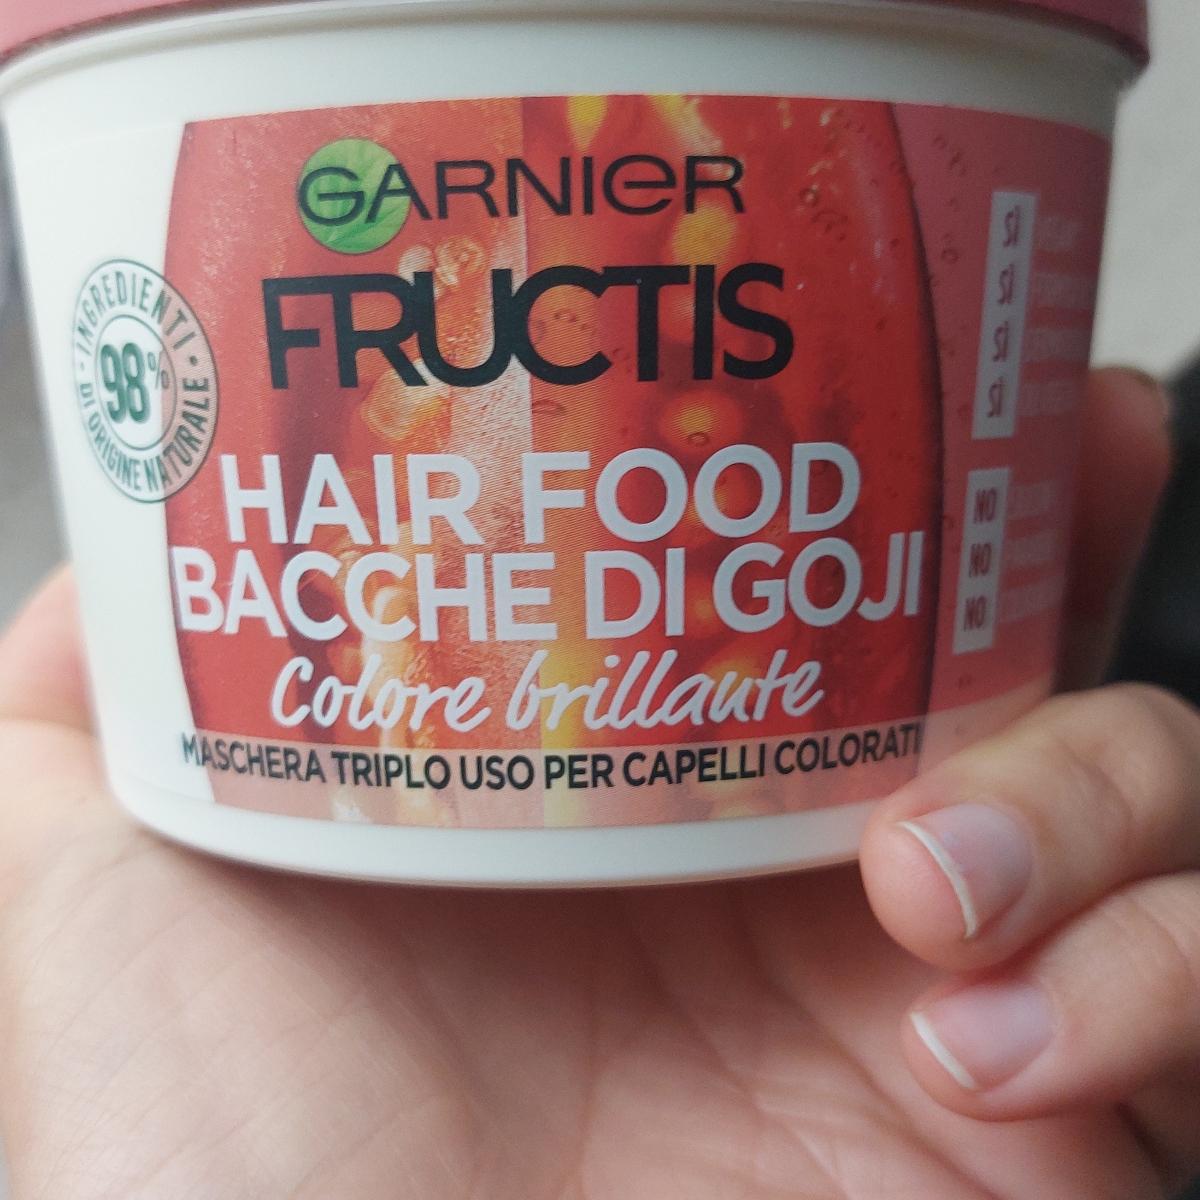 GARNIER
FRUCTIS
INGREDIENTI
98%
DI ORIGINE NATURALE
HAIR FOOD
BACCHE DI GOJI
Colore brillante
MASCHERA TRIPLO USO PER CAPELLI COLORATI
SÌ
SÌ
SÌ
SÌ
NO
NO
NO